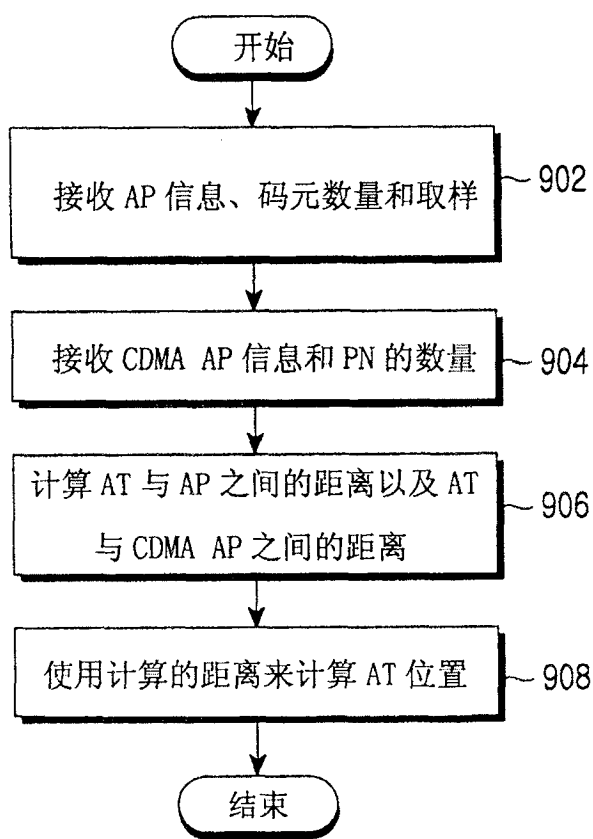 开始
接收 AP 信息、码元数量和取样
902
接收 CDMA AP 信息和 PN 的数量
904
计算 AT 与 AP 之间的距离以及 AT
与 CDMA AP 之间的距离
906
使用计算的距离来计算 AT 位置
908
结束